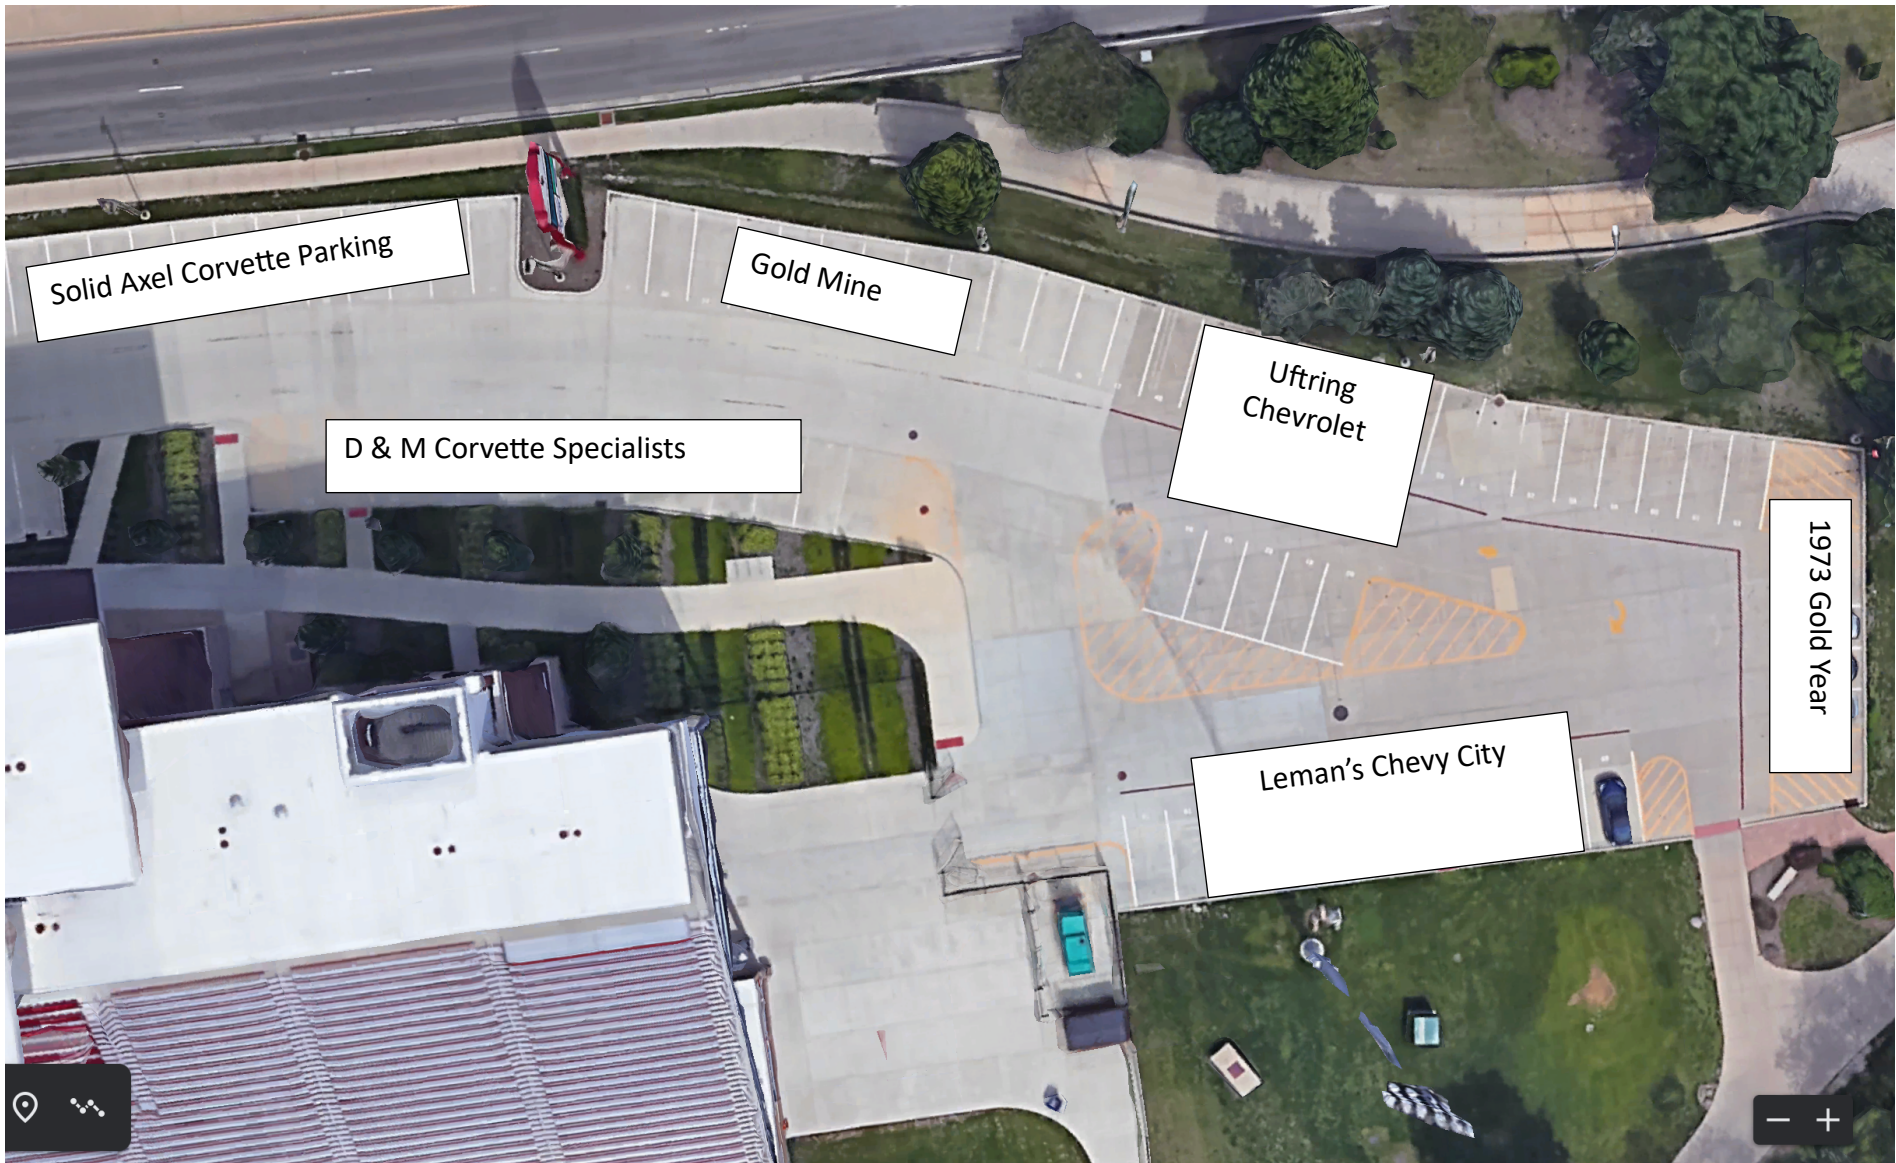 Solid Axel Corvette Parking
Gold Mine
Uftring
Chevrolet
D & M Corvette Specialists
1973 Gold Year
Leman's Chevy City